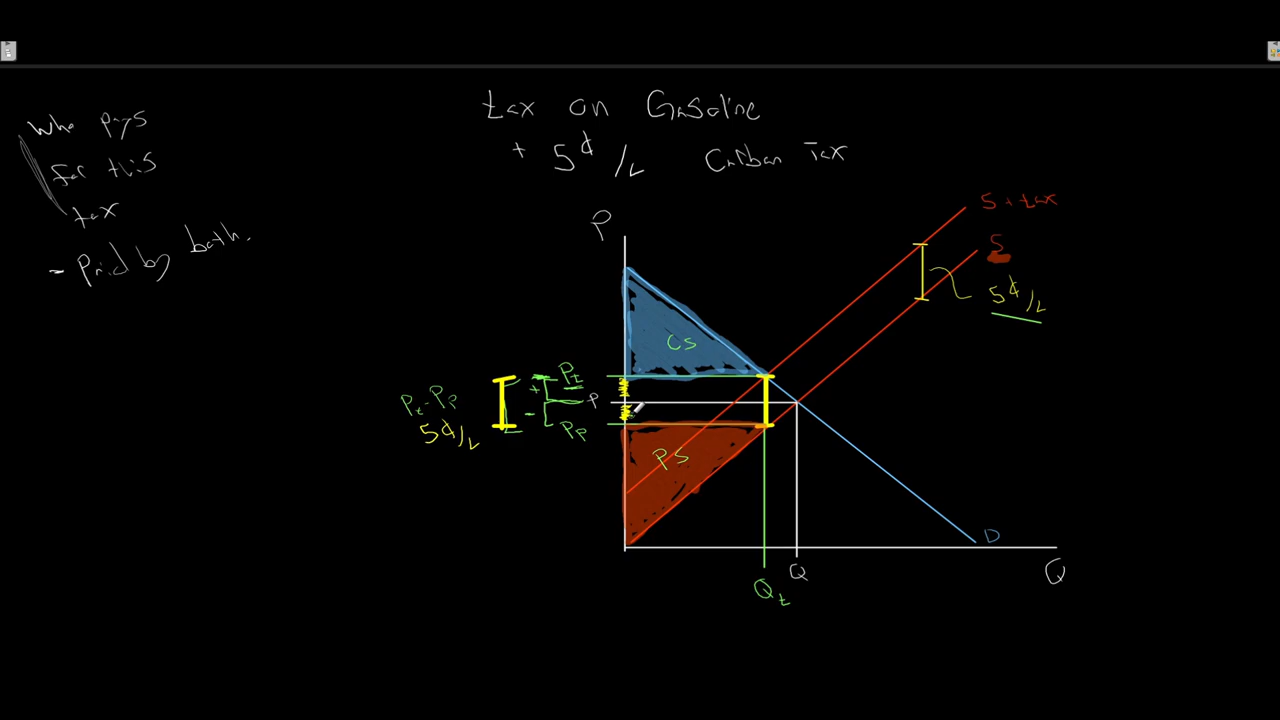 Who pays
for this
tax
- Paid by both.
tax on Gasoline
+ 5¢/L Carbon Tax
P
S + tax
S
5¢/L
CS
Pt
+
P
-
Pp
Pt - Pp
5¢/L
PS
D
Q
Q
Qt